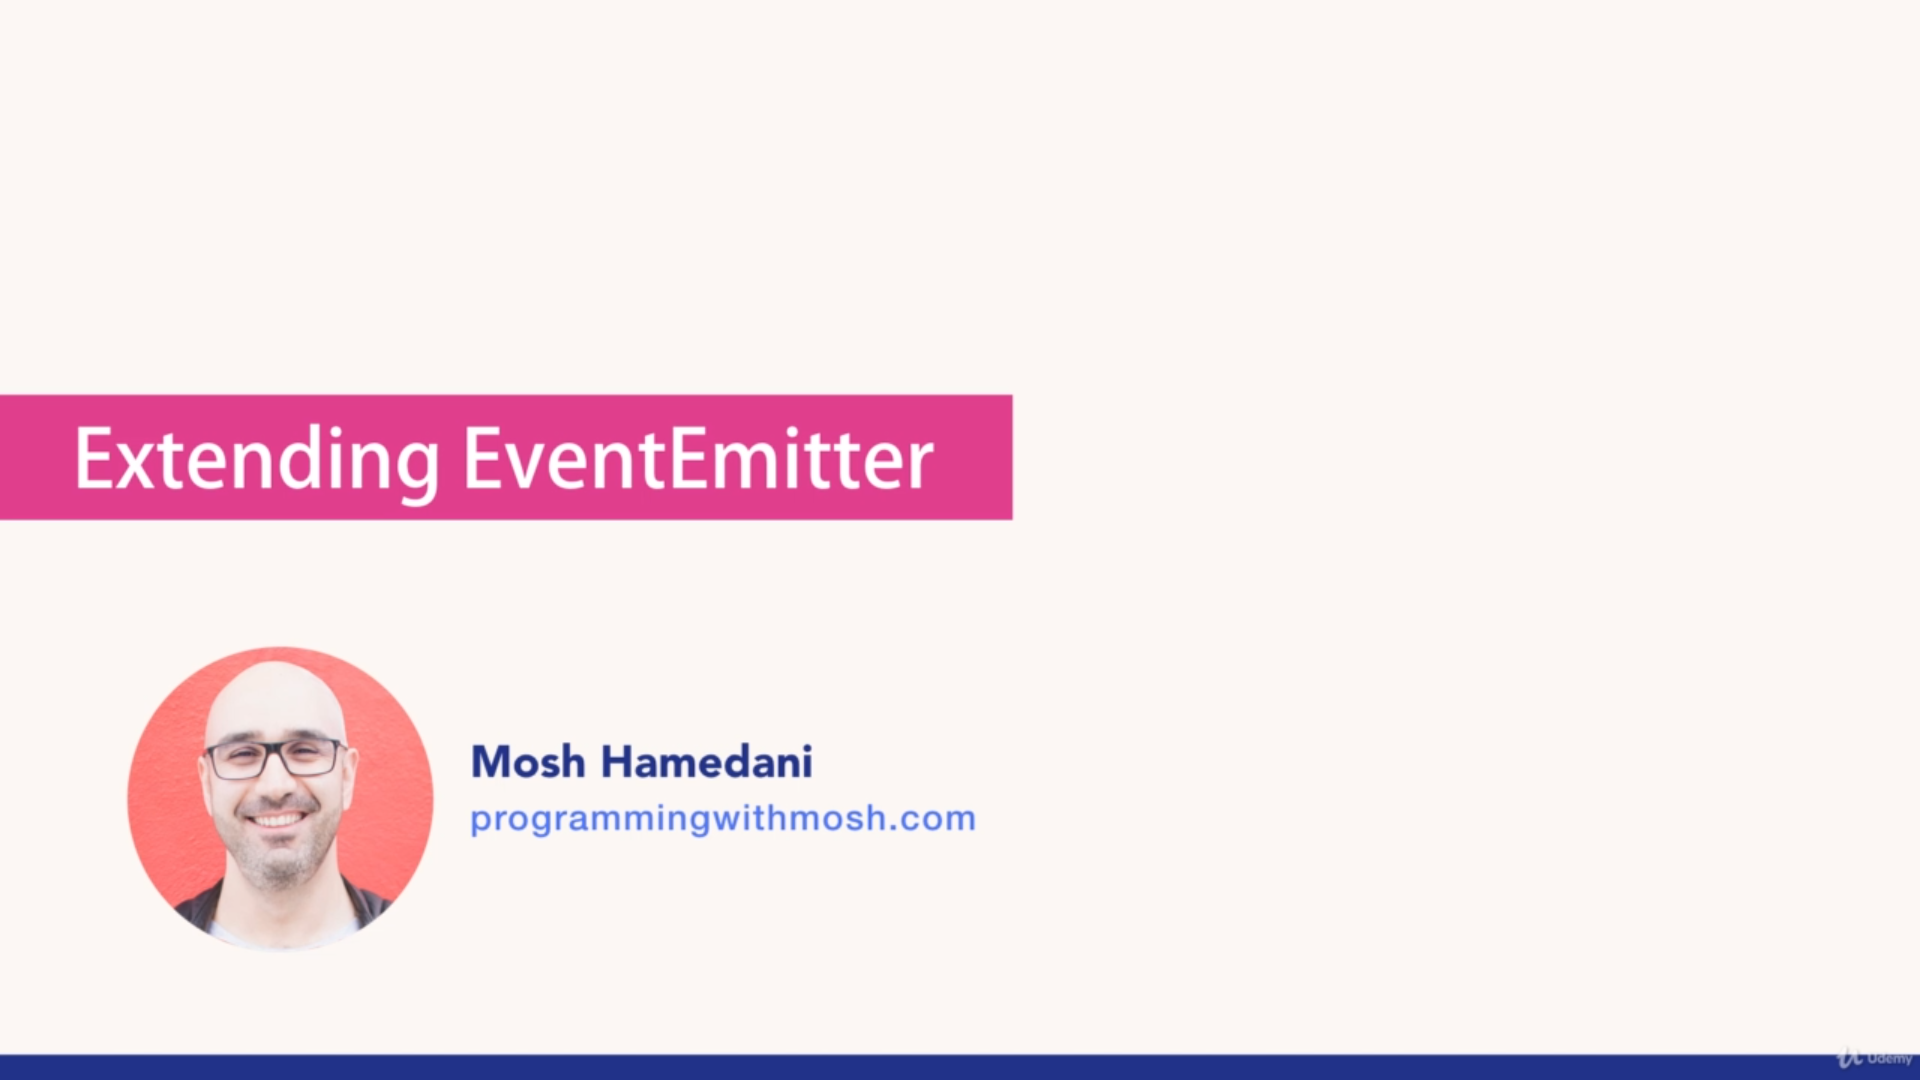 Extending EventEmitter
Mosh Hamedani
programmingwithmosh.com
Udemy